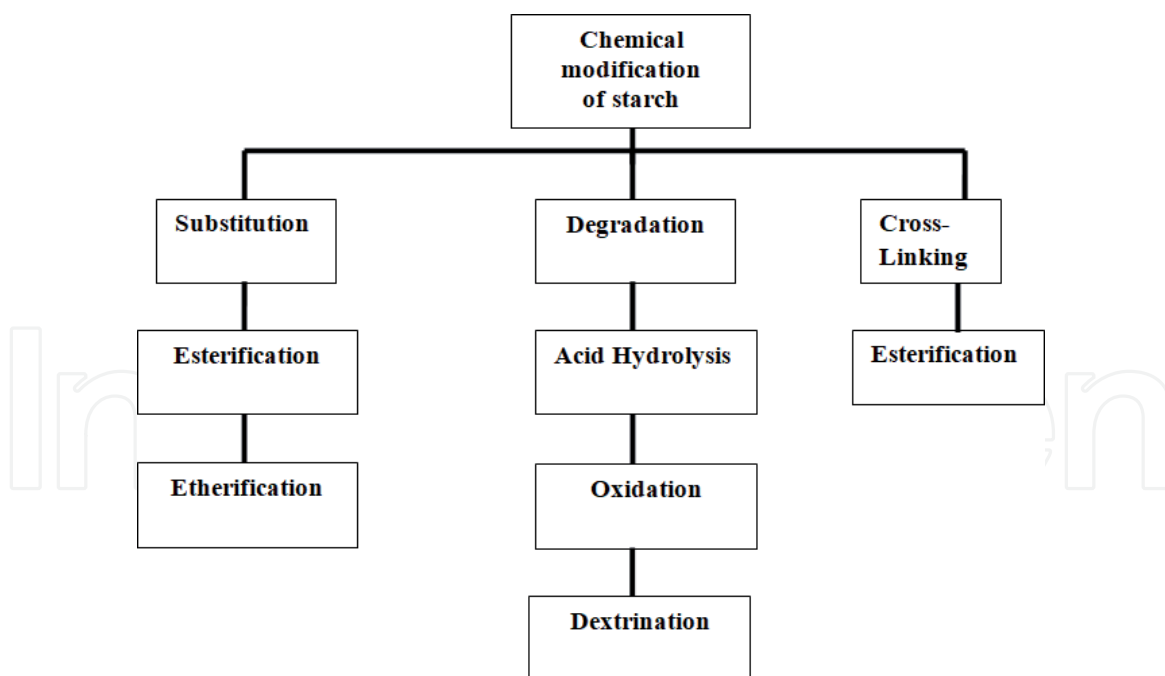 Chemical
modification
of starch
Substitution
Degradation
Cross-
Linking
Esterification
Acid Hydrolysis
Esterification
Etherification
Oxidation
Dextrination